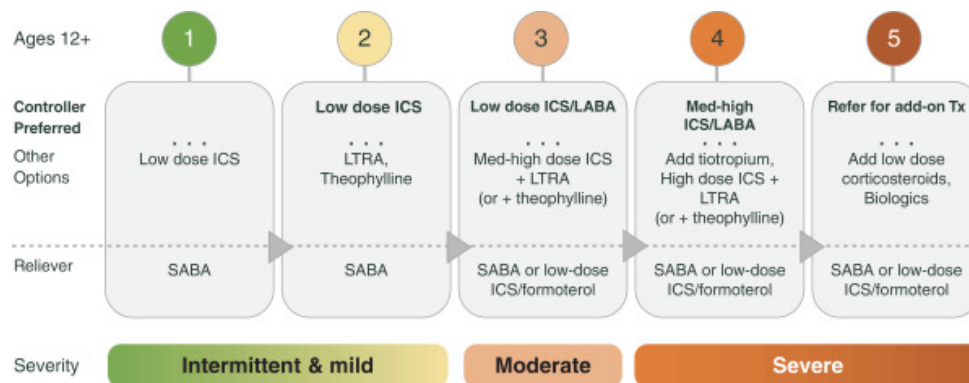 Ages 12+
1
2
3
4
5
Controller
Preferred
Other
Options
. . .
Low dose ICS
Low dose ICS
. . .
LTRA,
Theophylline
Low dose ICS/LABA
. . .
Med-high dose ICS
+ LTRA
(or + theophylline)
Med-high
ICS/LABA
. . .
Add tiotropium,
High dose ICS +
LTRA
(or + theophylline)
Refer for add-on Tx
. . .
Add low dose
corticosteroids,
Biologics
Reliever
SABA
SABA
SABA or low-dose
ICS/formoterol
SABA or low-dose
ICS/formoterol
SABA or low-dose
ICS/formoterol
Severity
Intermittent & mild
Moderate
Severe